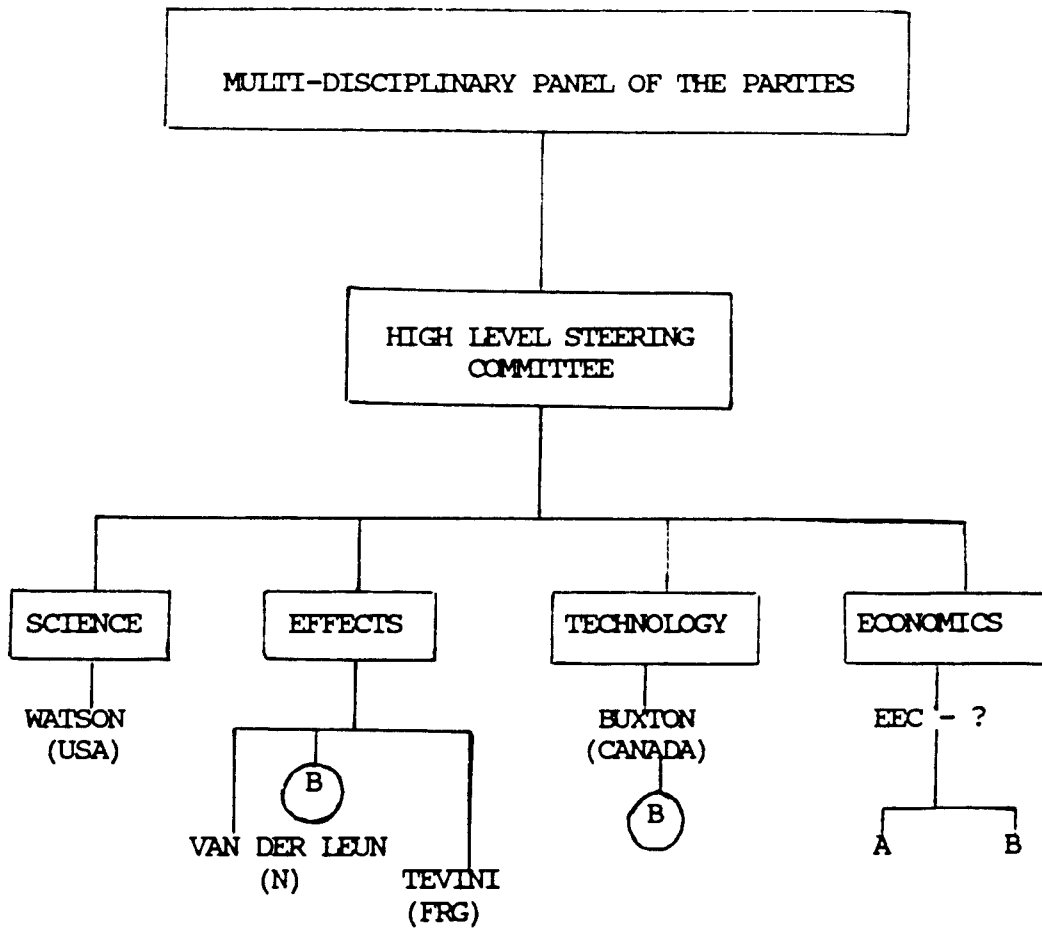 MULTI-DISCIPLINARY PANEL OF THE PARTIES
HIGH LEVEL STEERING
COMMITTEE
SCIENCE
EFFECTS
TECHNOLOGY
ECONOMICS
WATSON
(USA)
B
VAN DER LEUN
(N)
TEVINI
(FRG)
BUXTON
(CANADA)
B
EEC - ?
A
B